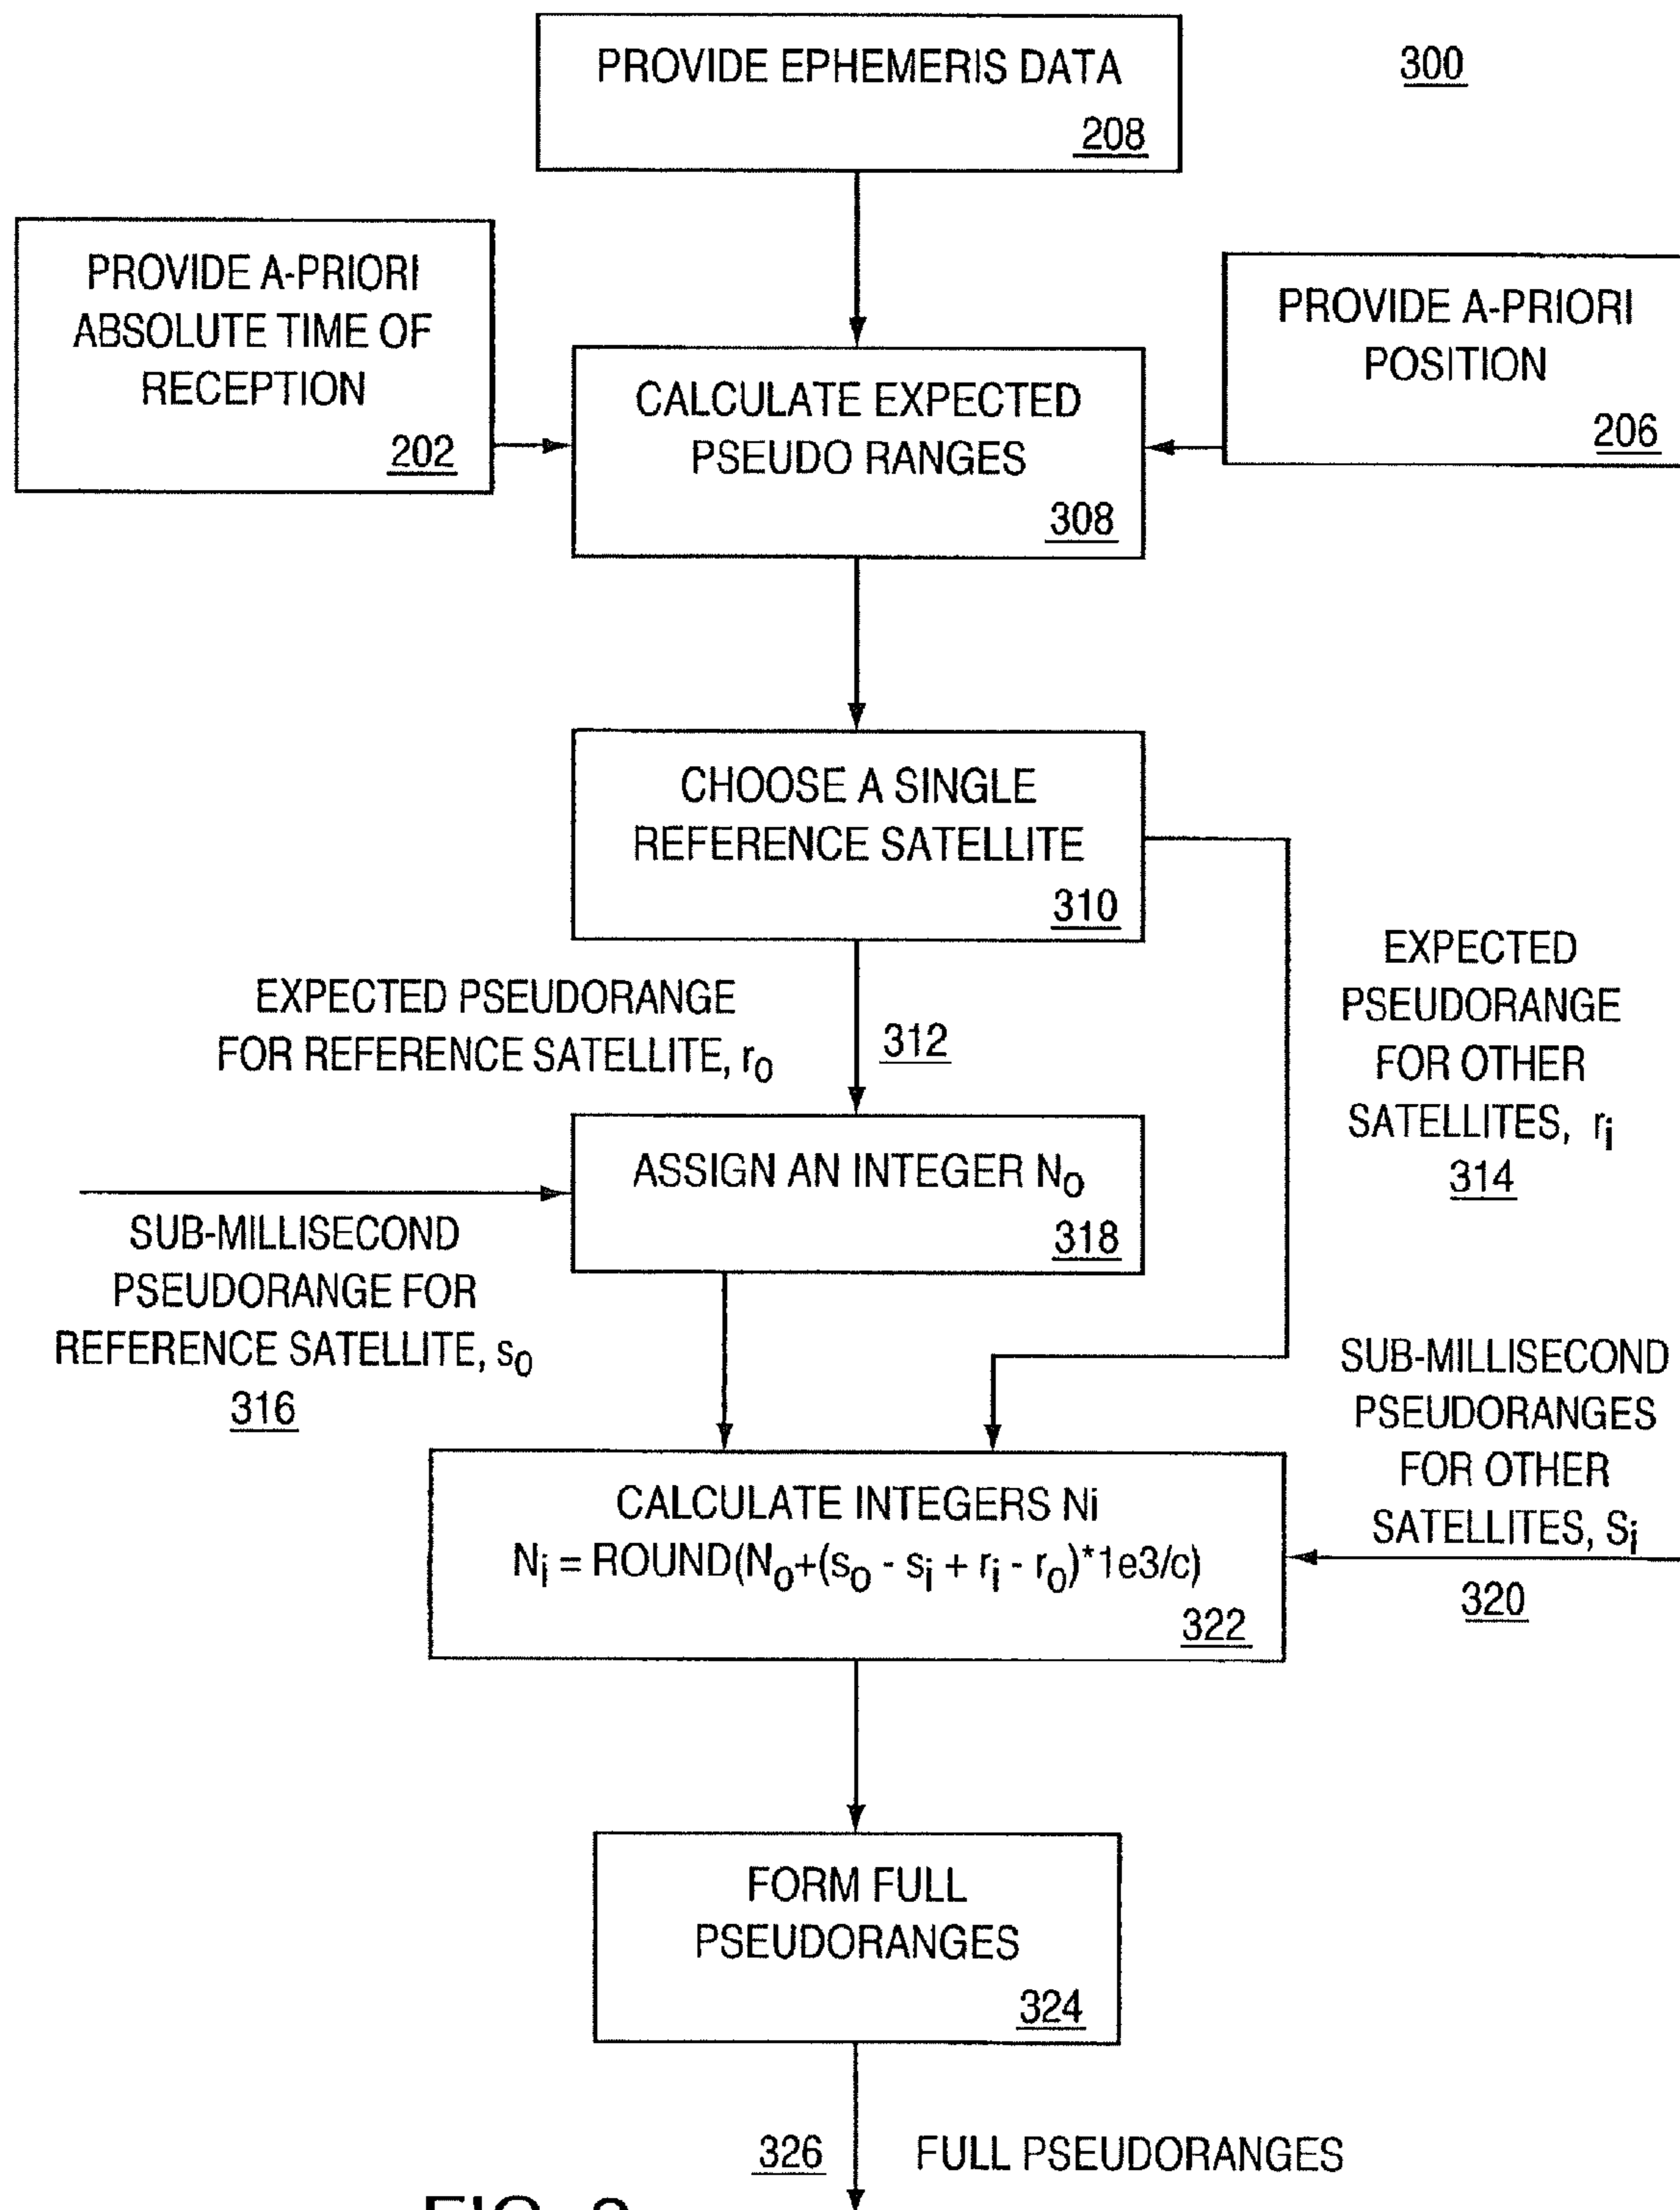 PROVIDE EPHEMERIS DATA
208
300
PROVIDE A-PRIORI
ABSOLUTE TIME OF
RECEPTION
202
PROVIDE A-PRIORI
POSITION
206
CALCULATE EXPECTED
PSEUDO RANGES
308
CHOOSE A SINGLE
REFERENCE SATELLITE
310
EXPECTED PSEUDORANGE
FOR REFERENCE SATELLITE, r0
312
EXPECTED
PSEUDORANGE
FOR OTHER
SATELLITES, ri
314
ASSIGN AN INTEGER N0
318
SUB-MILLISECOND
PSEUDORANGE FOR
REFERENCE SATELLITE, s0
316
SUB-MILLISECOND
PSEUDORANGES
FOR OTHER
SATELLITES, Si
320
CALCULATE INTEGERS Ni
Ni = ROUND(N0+(s0 - si + ri - r0)*1e3/c)
322
FORM FULL
PSEUDORANGES
324
326
FULL PSEUDORANGES
FIG.